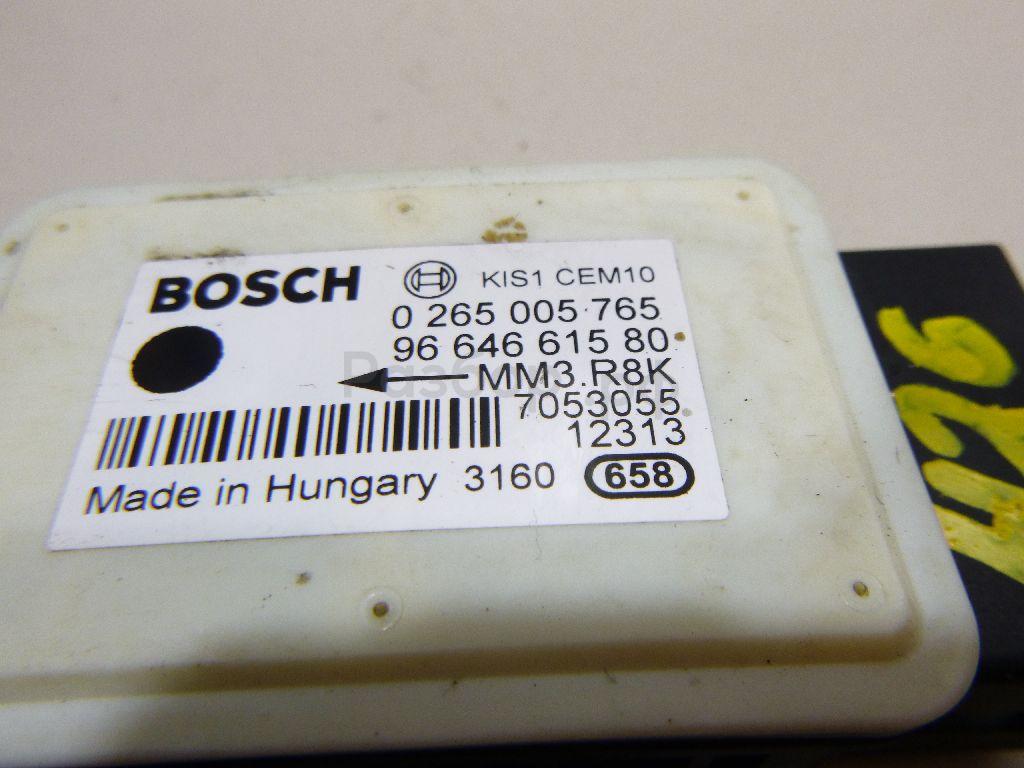 BOSCH KIS1 CEM10
0 265 005 765
96 646 615 80
MM3.R8K
7053055
12313
Made in Hungary 3160 658